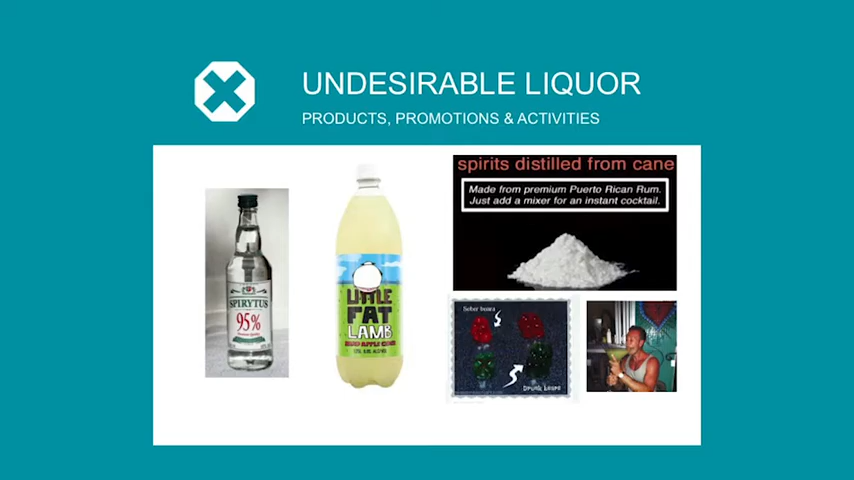 UNDESIRABLE LIQUOR
PRODUCTS, PROMOTIONS & ACTIVITIES
spirits distilled from cane
Made from premium Puerto Rican Rum.
Just add a mixer for an instant cocktail.
SPIRYTUS
95%
LITTLE
FAT
LAMB
Sober bears
Drunk bears